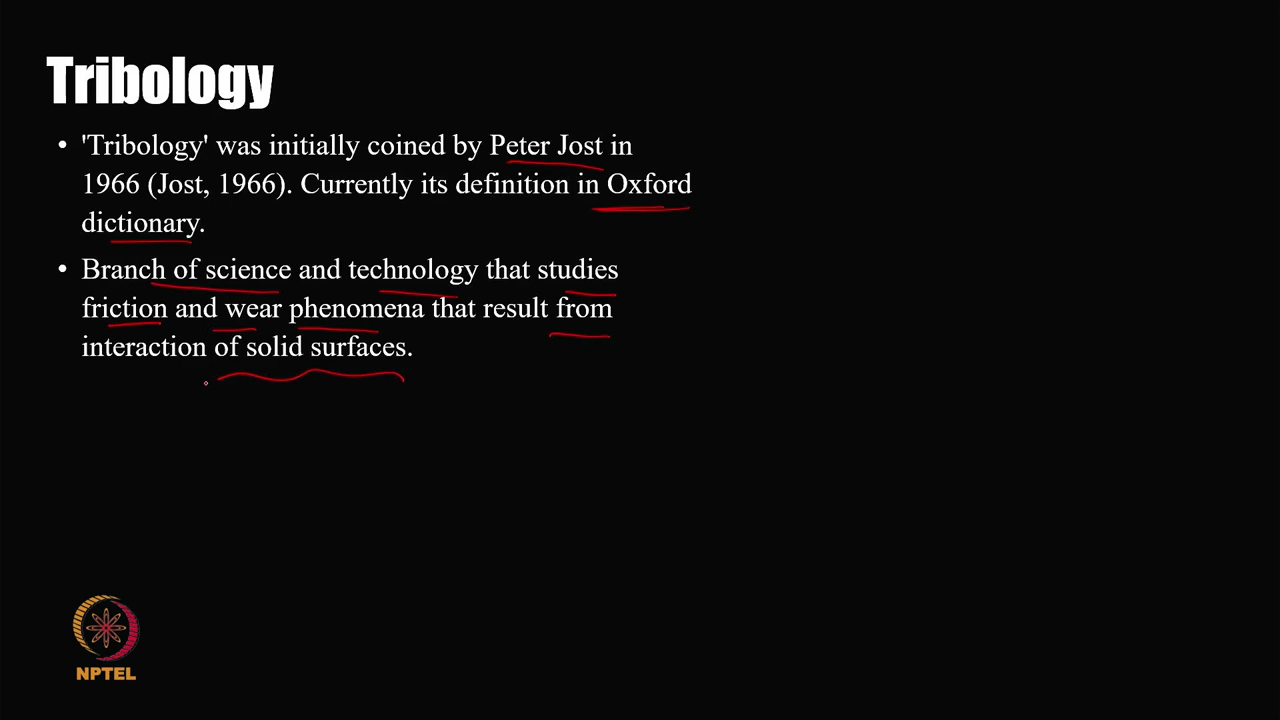 Tribology
• 'Tribology' was initially coined by Peter Jost in
1966 (Jost, 1966). Currently its definition in Oxford
dictionary.
• Branch of science and technology that studies
friction and wear phenomena that result from
interaction of solid surfaces.
NPTEL